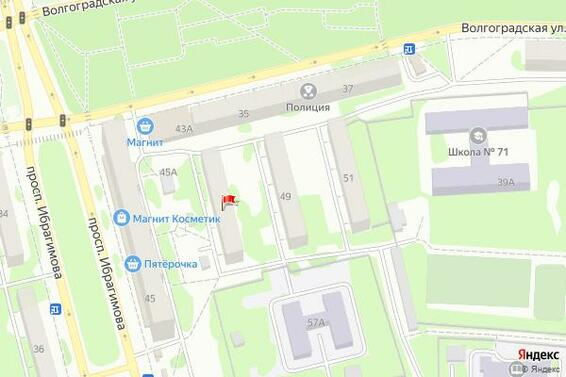 Волгоградская ул.
Волгоградская ул.
37
35
Полиция
43А
Магнит
Школа № 71
45А
51
39А
49
34
просп. Ибрагимова
просп. Ибрагимова
Магнит Косметик
Пятёрочка
45
57А
36
Яндекс
© Яндекс